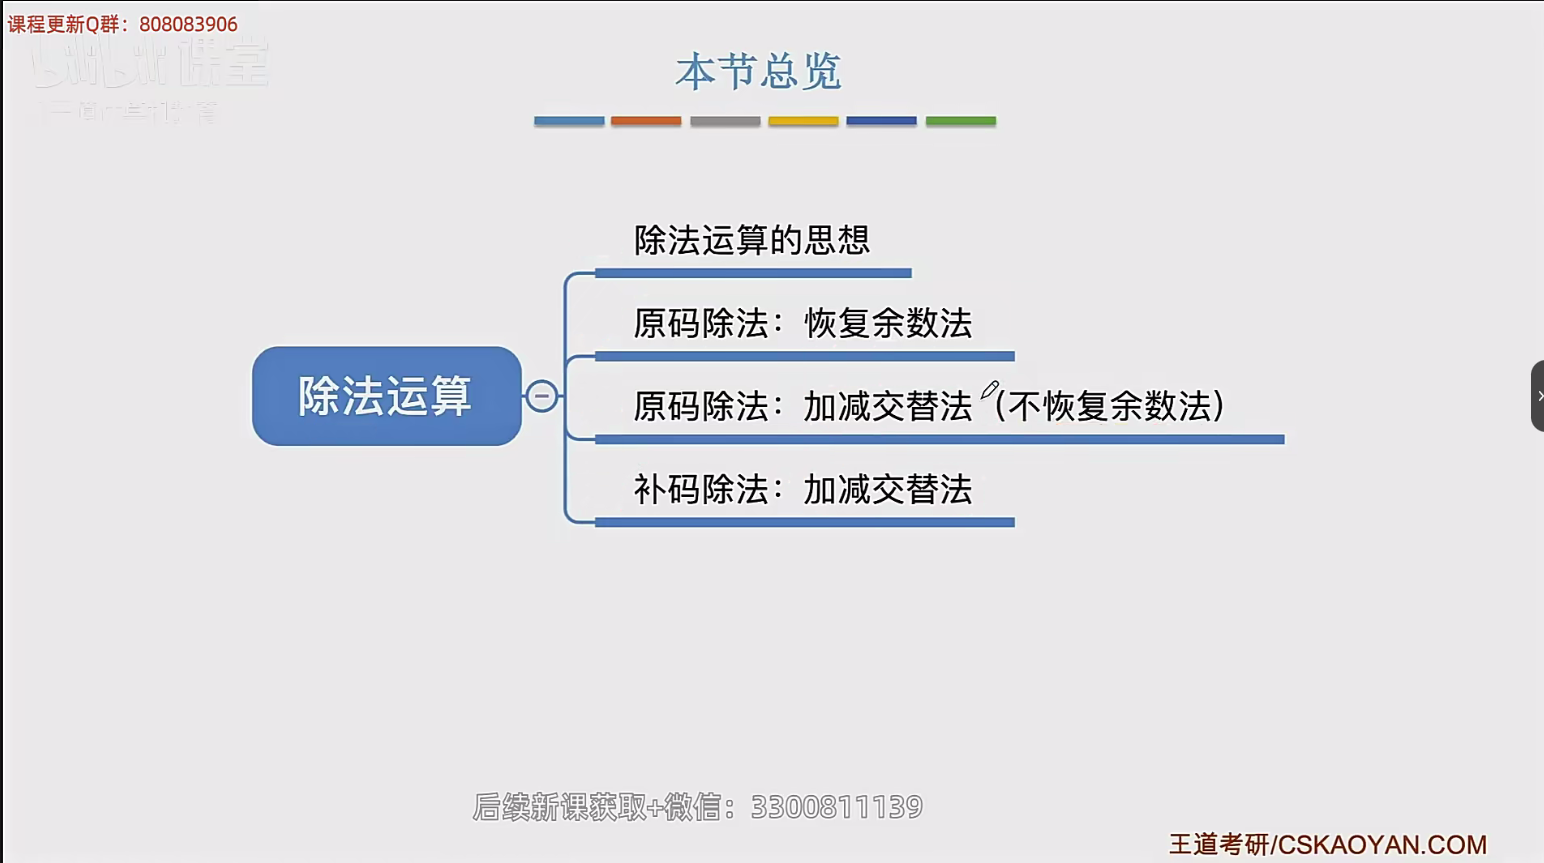 课程更新Q群：808083906
课堂
本节总览
除法运算的思想
原码除法：恢复余数法
除法运算
原码除法：加减交替法 (不恢复余数法)
补码除法：加减交替法
后续新课获取+微信：3300811139
王道考研/CSKAOYAN.COM